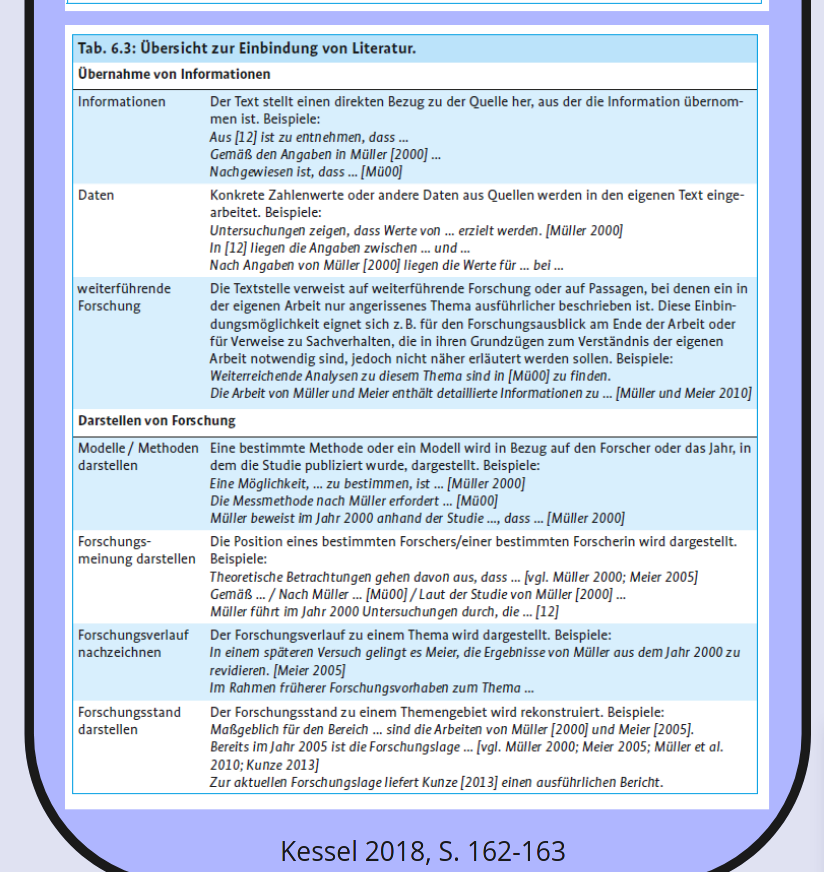 Tab. 6.3: Übersicht zur Einbindung von Literatur.
Übernahme von Informationen
Informationen
Der Text stellt einen direkten Bezug zu der Quelle her, aus der die Information übernom-
men ist. Beispiele:
Aus [12] ist zu entnehmen, dass ...
Gemäß den Angaben in Müller [2000] ...
Nachgewiesen ist, dass ... [Mü00]
Daten
Konkrete Zahlenwerte oder andere Daten aus Quellen werden in den eigenen Text einge-
arbeitet. Beispiele:
Untersuchungen zeigen, dass Werte von ... erzielt werden. [Müller 2000]
In [12] liegen die Angaben zwischen ... und ...
Nach Angaben von Müller [2000] liegen die Werte für ... bei ...
weiterführende
Forschung
Die Textstelle verweist auf weiterführende Forschung oder auf Passagen, bei denen ein in
der eigenen Arbeit nur angerissenes Thema ausführlicher beschrieben ist. Diese Einbin-
dungsmöglichkeit eignet sich z. B. für den Forschungsausblick am Ende der Arbeit oder
für Verweise zu Sachverhalten, die in ihren Grundzügen zum Verständnis der eigenen
Arbeit notwendig sind, jedoch nicht näher erläutert werden sollen. Beispiele:
Weiterreichende Analysen zu diesem Thema sind in [Mü00] zu finden.
Die Arbeit von Müller und Meier enthält detaillierte Informationen zu ... [Müller und Meier 2010]
Darstellen von Forschung
Modelle / Methoden
darstellen
Eine bestimmte Methode oder ein Modell wird in Bezug auf den Forscher oder das Jahr, in
dem die Studie publiziert wurde, dargestellt. Beispiele:
Eine Möglichkeit, ... zu bestimmen, ist ... [Müller 2000]
Die Messmethode nach Müller erfordert ... [Mü00]
Müller beweist im Jahr 2000 anhand der Studie ..., dass ... [Müller 2000]
Forschungs-
meinung darstellen
Die Position eines bestimmten Forschers/einer bestimmten Forscherin wird dargestellt.
Beispiele:
Theoretische Betrachtungen gehen davon aus, dass ... [vgl. Müller 2000; Meier 2005]
Gemäß ... / Nach Müller ... [Mü00] / Laut der Studie von Müller [2000] ...
Müller führt im Jahr 2000 Untersuchungen durch, die ... [12]
Forschungsverlauf
nachzeichnen
Der Forschungsverlauf zu einem Thema wird dargestellt. Beispiele:
In einem späteren Versuch gelingt es Meier, die Ergebnisse von Müller aus dem Jahr 2000 zu
revidieren. [Meier 2005]
Im Rahmen früherer Forschungsvorhaben zum Thema ...
Forschungsstand
darstellen
Der Forschungsstand zu einem Themengebiet wird rekonstruiert. Beispiele:
Maßgeblich für den Bereich ... sind die Arbeiten von Müller [2000] und Meier [2005].
Bereits im Jahr 2005 ist die Forschungslage ... [vgl. Müller 2000; Meier 2005; Müller et al.
2010; Kunze 2013]
Zur aktuellen Forschungslage liefert Kunze [2013] einen ausführlichen Bericht.
Kessel 2018, S. 162-163